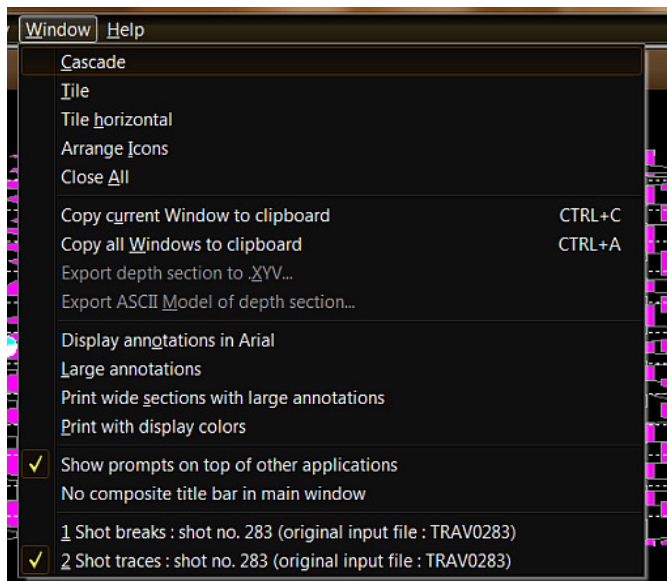 Window Help
Cascade
Tile
Tile horizontal
Arrange Icons
Close All
Copy current Window to clipboard CTRL+C
Copy all Windows to clipboard CTRL+A
Export depth section to .XYV...
Export ASCII Model of depth section...
Display annotations in Arial
Large annotations
Print wide sections with large annotations
Print with display colors
Show prompts on top of other applications
No composite title bar in main window
1 Shot breaks : shot no. 283 (original input file : TRAV0283)
2 Shot traces : shot no. 283 (original input file : TRAV0283)